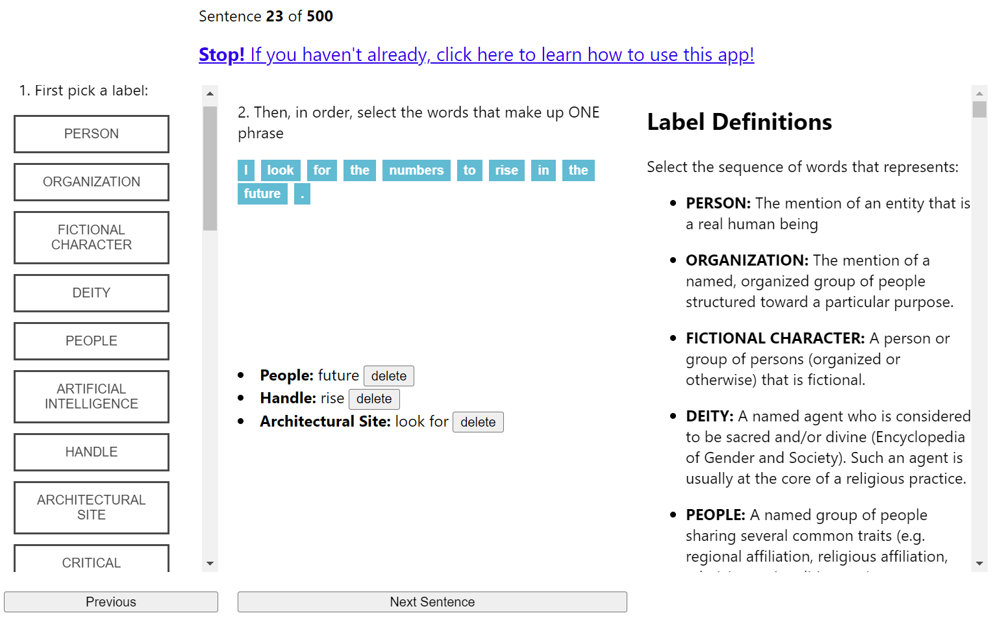 Sentence 23 of 500
Stop! If you haven't already, click here to learn how to use this app!
1. First pick a label:
PERSON
ORGANIZATION
FICTIONAL
CHARACTER
DEITY
PEOPLE
ARTIFICIAL
INTELLIGENCE
HANDLE
ARCHITECTURAL
SITE
CRITICAL
2. Then, in order, select the words that make up ONE
phrase
I look for the numbers to rise in the
future .
People: future delete
Handle: rise delete
Architectural Site: look for delete
Label Definitions
Select the sequence of words that represents:
PERSON: The mention of an entity that is
a real human being
ORGANIZATION: The mention of a
named, organized group of people
structured toward a particular purpose.
FICTIONAL CHARACTER: A person or
group of persons (organized or
otherwise) that is fictional.
DEITY: A named agent who is considered
to be sacred and/or divine (Encyclopedia
of Gender and Society). Such an agent is
usually at the core of a religious practice.
PEOPLE: A named group of people
sharing several common traits (e.g.
regional affiliation, religious affiliation,
Previous
Next Sentence